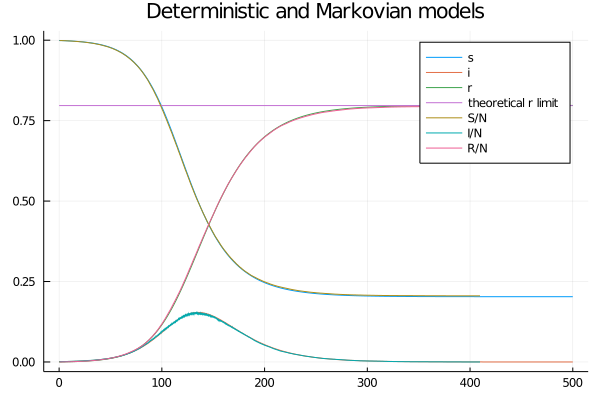 Deterministic and Markovian models
1.00
0.75
0.50
0.25
0.00
0
100
200
300
400
500
s
i
r
theoretical r limit
S/N
I/N
R/N